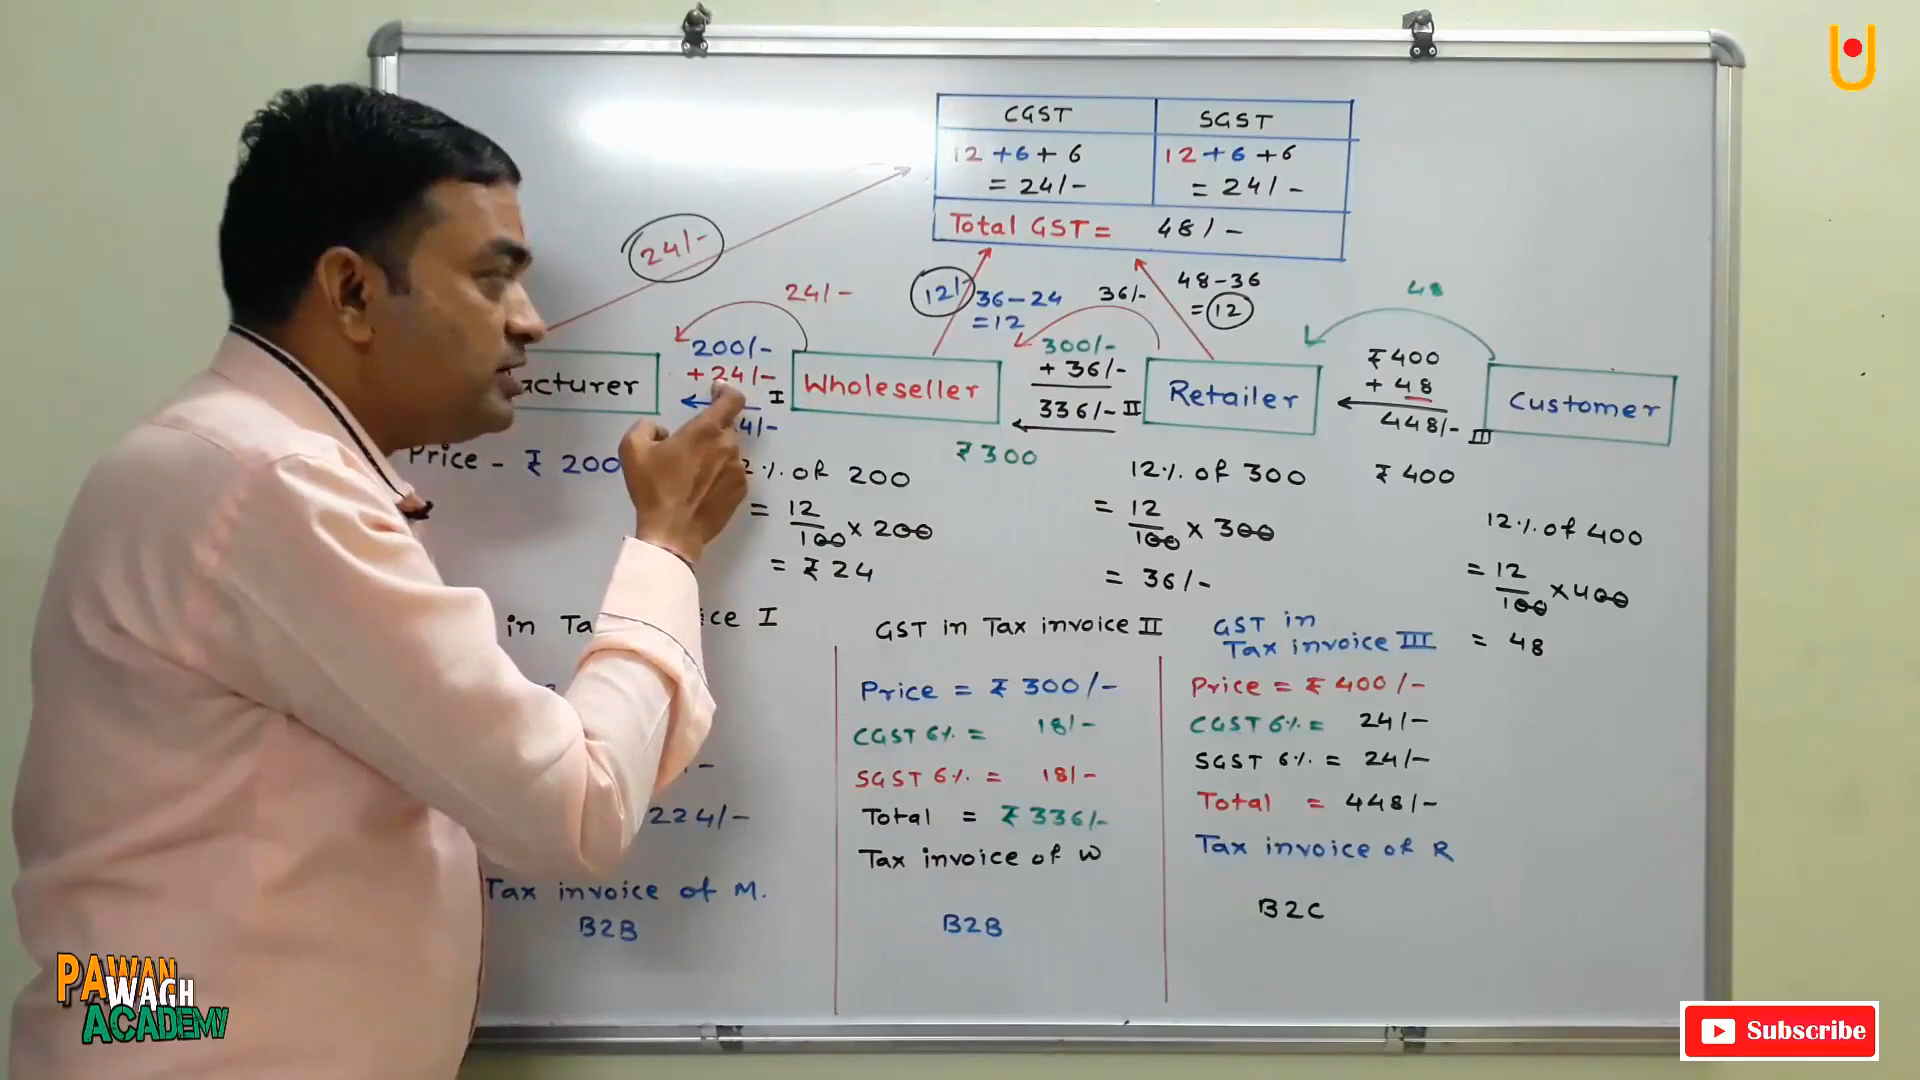 CGST SGST
12 +6 + 6 12 +6 +6
= 24/- = 24/-
Total GST = 48/-
24/-
24/-
12/-
36-24
=12
36/-
48-36
= 12
48
200/-
+ 24/-
I
4/-
300/-
+ 36/-
336/- II
₹400
+ 48
448/- III
acturer
Wholeseller
Retailer
Customer
Price - ₹ 200
₹300
₹ 400
2% of 200
= 12/100 × 200
= ₹ 24
12% of 300
= 12/100 × 300
= 36/-
12% of 400
= 12/100 × 400
= 48
in Ta ice I
224/-
Tax invoice of M.
B2B
GST in Tax invoice II
Price = ₹ 300/-
CGST 6% = 18/-
SGST 6% = 18/-
Total = ₹ 336/-
Tax invoice of W
B2B
GST in
Tax invoice III
Price = ₹ 400/-
CGST 6% = 24/-
SGST 6% = 24/-
Total = 448/-
Tax invoice of R
B2C
PAWAN
WAGH
ACADEMY
Subscribe